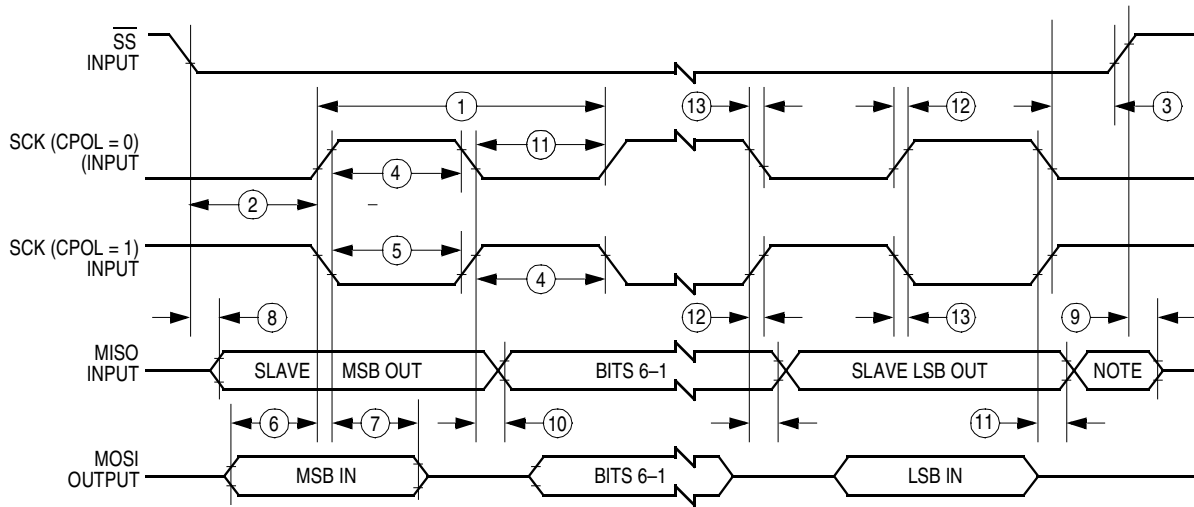 SS
INPUT
1
13
12
3
SCK (CPOL = 0)
(INPUT
11
4
2
–
SCK (CPOL = 1)
INPUT
5
4
8
12
13
9
MISO
INPUT
SLAVE MSB OUT
BITS 6–1
SLAVE LSB OUT
NOTE
6
7
10
11
MOSI
OUTPUT
MSB IN
BITS 6–1
LSB IN